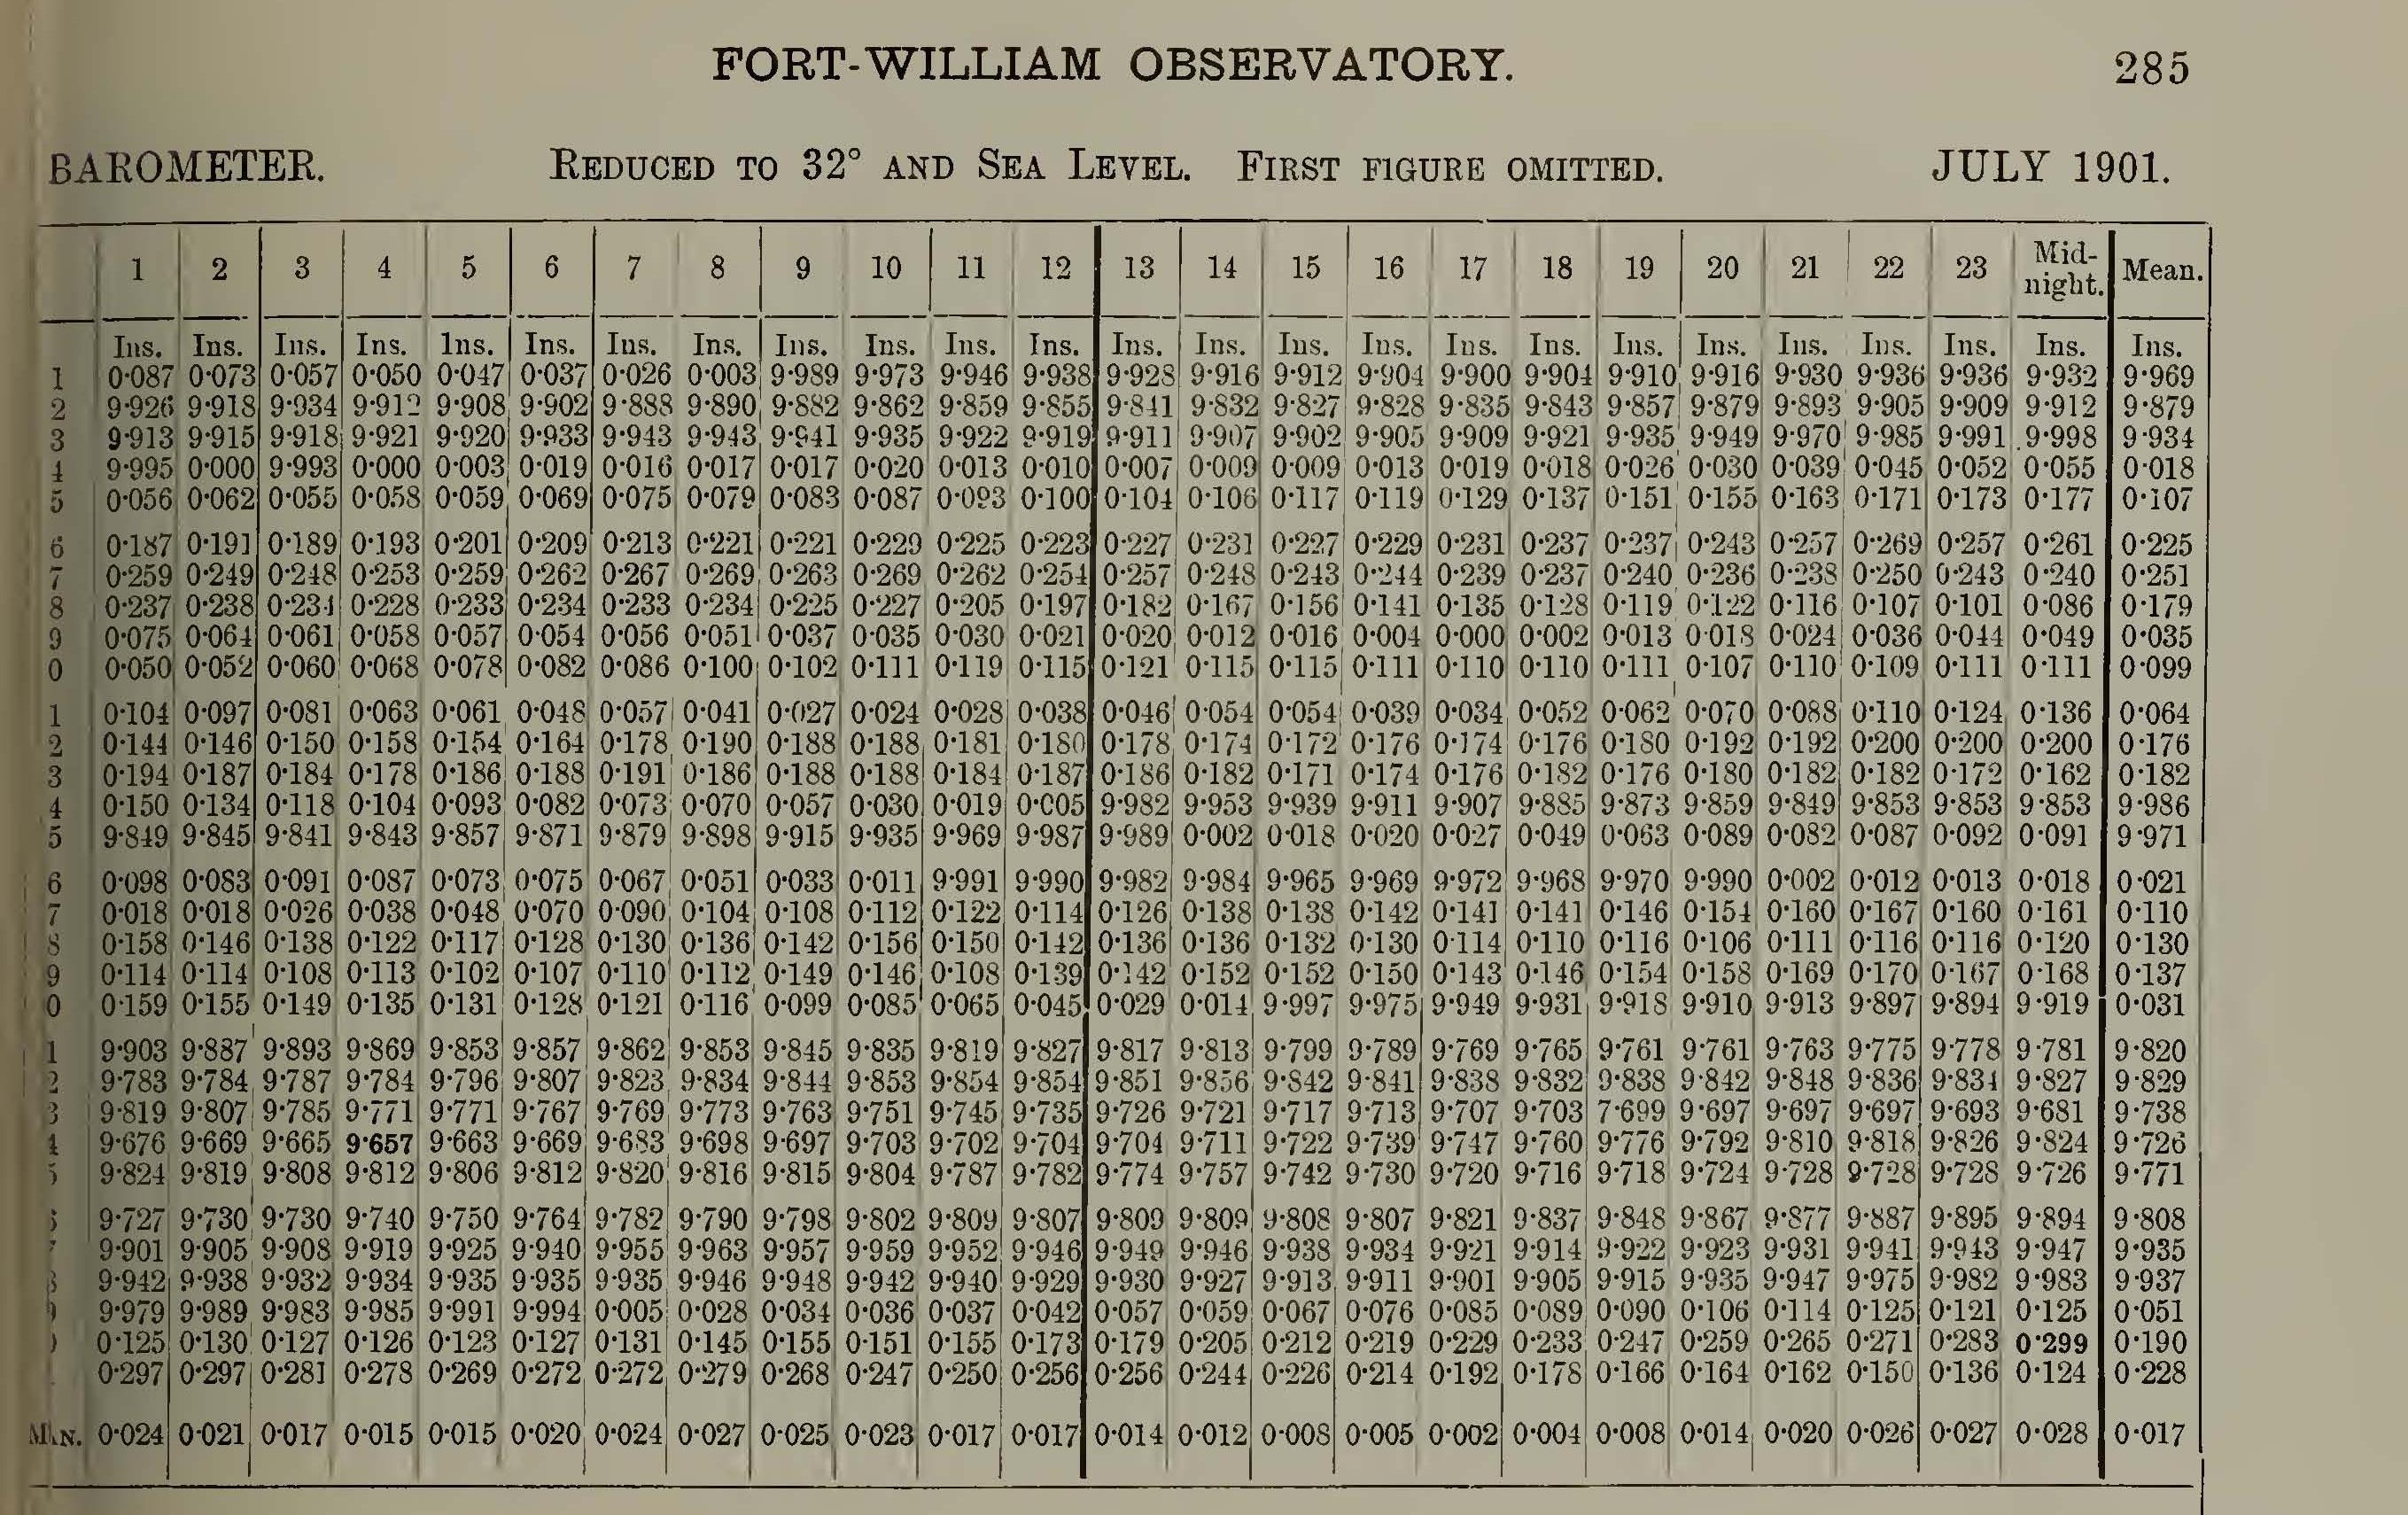 FORT-WILLIAM OBSERVATORY. 285
BAROMETER. REDUCED TO 32° AND SEA LEVEL. FIRST FIGURE OMITTED. JULY 1901.
1 2 3 4 5 6 7 8 9 10 11 12 13 14 15 16 17 18 19 20 21 22 23 Mid-night. Mean.
Ins. Ins. Ins. Ins. Ins. Ins. Ins. Ins. Ins. Ins. Ins. Ins. Ins. Ins. Ins. Ins. Ins. Ins. Ins. Ins. Ins. Ins. Ins. Ins. Ins.
1 0·087 0·073 0·057 0·050 0·047 0·037 0·026 0·003 9·989 9·973 9·946 9·938 9·928 9·916 9·912 9·904 9·900 9·904 9·910 9·916 9·930 9·936 9·936 9·932 9·969
2 9·926 9·918 9·934 9·912 9·908 9·902 9·888 9·890 9·882 9·862 9·859 9·855 9·841 9·832 9·827 9·828 9·835 9·843 9·857 9·879 9·893 9·905 9·909 9·912 9·879
3 9·913 9·915 9·918 9·921 9·920 9·933 9·943 9·943 9·941 9·935 9·922 9·919 9·911 9·907 9·902 9·905 9·909 9·921 9·935 9·949 9·970 9·985 9·991 9·998 9·934
4 9·995 0·000 9·993 0·000 0·003 0·019 0·016 0·017 0·017 0·020 0·013 0·010 0·007 0·009 0·009 0·013 0·019 0·018 0·026 0·030 0·039 0·045 0·052 0·055 0·018
5 0·056 0·062 0·055 0·058 0·059 0·069 0·075 0·079 0·083 0·087 0·093 0·100 0·104 0·106 0·117 0·119 0·129 0·137 0·151 0·155 0·163 0·171 0·173 0·177 0·107
6 0·187 0·191 0·189 0·193 0·201 0·209 0·213 0·221 0·221 0·229 0·225 0·223 0·227 0·231 0·227 0·229 0·231 0·237 0·237 0·243 0·257 0·269 0·257 0·261 0·225
7 0·259 0·249 0·248 0·253 0·259 0·262 0·267 0·269 0·263 0·269 0·262 0·254 0·257 0·248 0·243 0·244 0·239 0·237 0·240 0·236 0·238 0·250 0·243 0·240 0·251
8 0·237 0·238 0·234 0·228 0·233 0·234 0·233 0·234 0·225 0·227 0·205 0·197 0·182 0·167 0·156 0·141 0·135 0·128 0·119 0·122 0·116 0·107 0·101 0·086 0·179
9 0·075 0·064 0·061 0·058 0·057 0·054 0·056 0·051 0·037 0·035 0·030 0·021 0·020 0·012 0·016 0·004 0·000 0·002 0·013 0·018 0·024 0·036 0·044 0·049 0·035
0 0·050 0·052 0·060 0·068 0·078 0·082 0·086 0·100 0·102 0·111 0·119 0·115 0·121 0·115 0·115 0·111 0·110 0·110 0·111 0·107 0·110 0·109 0·111 0·111 0·099
1 0·104 0·097 0·081 0·063 0·061 0·048 0·057 0·041 0·027 0·024 0·028 0·038 0·046 0·054 0·054 0·039 0·034 0·052 0·062 0·070 0·088 0·110 0·124 0·136 0·064
2 0·144 0·146 0·150 0·158 0·154 0·164 0·178 0·190 0·188 0·188 0·181 0·180 0·178 0·174 0·172 0·176 0·174 0·176 0·180 0·192 0·192 0·200 0·200 0·200 0·176
3 0·194 0·187 0·184 0·178 0·186 0·188 0·191 0·186 0·188 0·188 0·184 0·187 0·186 0·182 0·171 0·174 0·176 0·182 0·176 0·180 0·182 0·182 0·172 0·162 0·182
4 0·150 0·134 0·118 0·104 0·093 0·082 0·073 0·070 0·057 0·030 0·019 0·005 9·982 9·953 9·939 9·911 9·907 9·885 9·873 9·859 9·849 9·853 9·853 9·853 9·986
5 9·849 9·845 9·841 9·843 9·857 9·871 9·879 9·898 9·915 9·935 9·969 9·987 9·989 0·002 0·018 0·020 0·027 0·049 0·063 0·089 0·082 0·087 0·092 0·091 9·971
6 0·098 0·083 0·091 0·087 0·073 0·075 0·067 0·051 0·033 0·011 9·991 9·990 9·982 9·984 9·965 9·969 9·972 9·968 9·970 9·990 0·002 0·012 0·013 0·018 0·021
7 0·018 0·018 0·026 0·038 0·048 0·070 0·090 0·104 0·108 0·112 0·122 0·114 0·126 0·138 0·138 0·142 0·141 0·141 0·146 0·154 0·160 0·167 0·160 0·161 0·110
8 0·158 0·146 0·138 0·122 0·117 0·128 0·130 0·136 0·142 0·156 0·150 0·142 0·136 0·136 0·132 0·130 0·114 0·110 0·116 0·106 0·111 0·116 0·116 0·120 0·130
9 0·114 0·114 0·108 0·113 0·102 0·107 0·110 0·112 0·149 0·146 0·108 0·139 0·142 0·152 0·152 0·150 0·143 0·146 0·154 0·158 0·169 0·170 0·167 0·168 0·137
0 0·159 0·155 0·149 0·135 0·131 0·128 0·121 0·116 0·099 0·085 0·065 0·045 0·029 0·014 9·997 9·975 9·949 9·931 9·918 9·910 9·913 9·897 9·894 9·919 0·031
1 9·903 9·887 9·893 9·869 9·853 9·857 9·862 9·853 9·845 9·835 9·819 9·827 9·817 9·813 9·799 9·789 9·769 9·765 9·761 9·761 9·763 9·775 9·778 9·781 9·820
2 9·783 9·784 9·787 9·784 9·796 9·807 9·823 9·834 9·844 9·853 9·854 9·854 9·851 9·856 9·842 9·841 9·838 9·832 9·838 9·842 9·848 9·836 9·834 9·827 9·829
3 9·819 9·807 9·785 9·771 9·771 9·767 9·769 9·773 9·763 9·751 9·745 9·735 9·726 9·721 9·717 9·713 9·707 9·703 7·699 9·697 9·697 9·697 9·693 9·681 9·738
4 9·676 9·669 9·665 9·657 9·663 9·669 9·683 9·698 9·697 9·703 9·702 9·704 9·704 9·711 9·722 9·739 9·747 9·760 9·776 9·792 9·810 9·818 9·826 9·824 9·726
5 9·824 9·819 9·808 9·812 9·806 9·812 9·820 9·816 9·815 9·804 9·787 9·782 9·774 9·757 9·742 9·730 9·720 9·716 9·718 9·724 9·728 9·728 9·728 9·726 9·771
9·727 9·730 9·730 9·740 9·750 9·764 9·782 9·790 9·798 9·802 9·809 9·807 9·809 9·809 9·808 9·807 9·821 9·837 9·848 9·867 9·877 9·887 9·895 9·894 9·808
9·901 9·905 9·908 9·919 9·925 9·940 9·955 9·963 9·957 9·959 9·952 9·946 9·949 9·946 9·938 9·934 9·921 9·914 9·922 9·923 9·931 9·941 9·943 9·947 9·935
9·942 9·938 9·932 9·934 9·935 9·935 9·935 9·946 9·948 9·942 9·940 9·929 9·930 9·927 9·913 9·911 9·901 9·905 9·915 9·935 9·947 9·975 9·982 9·983 9·937
9·979 9·989 9·983 9·985 9·991 9·994 0·005 0·028 0·034 0·036 0·037 0·042 0·057 0·059 0·067 0·076 0·085 0·089 0·090 0·106 0·114 0·125 0·121 0·125 0·051
0·125 0·130 0·127 0·126 0·123 0·127 0·131 0·145 0·155 0·151 0·155 0·173 0·179 0·205 0·212 0·219 0·229 0·233 0·247 0·259 0·265 0·271 0·283 0·299 0·190
0·297 0·297 0·281 0·278 0·269 0·272 0·272 0·279 0·268 0·247 0·250 0·256 0·256 0·244 0·226 0·214 0·192 0·178 0·166 0·164 0·162 0·150 0·136 0·124 0·228
0·024 0·021 0·017 0·015 0·015 0·020 0·024 0·027 0·025 0·023 0·017 0·017 0·014 0·012 0·008 0·005 0·002 0·004 0·008 0·014 0·020 0·026 0·027 0·028 0·017